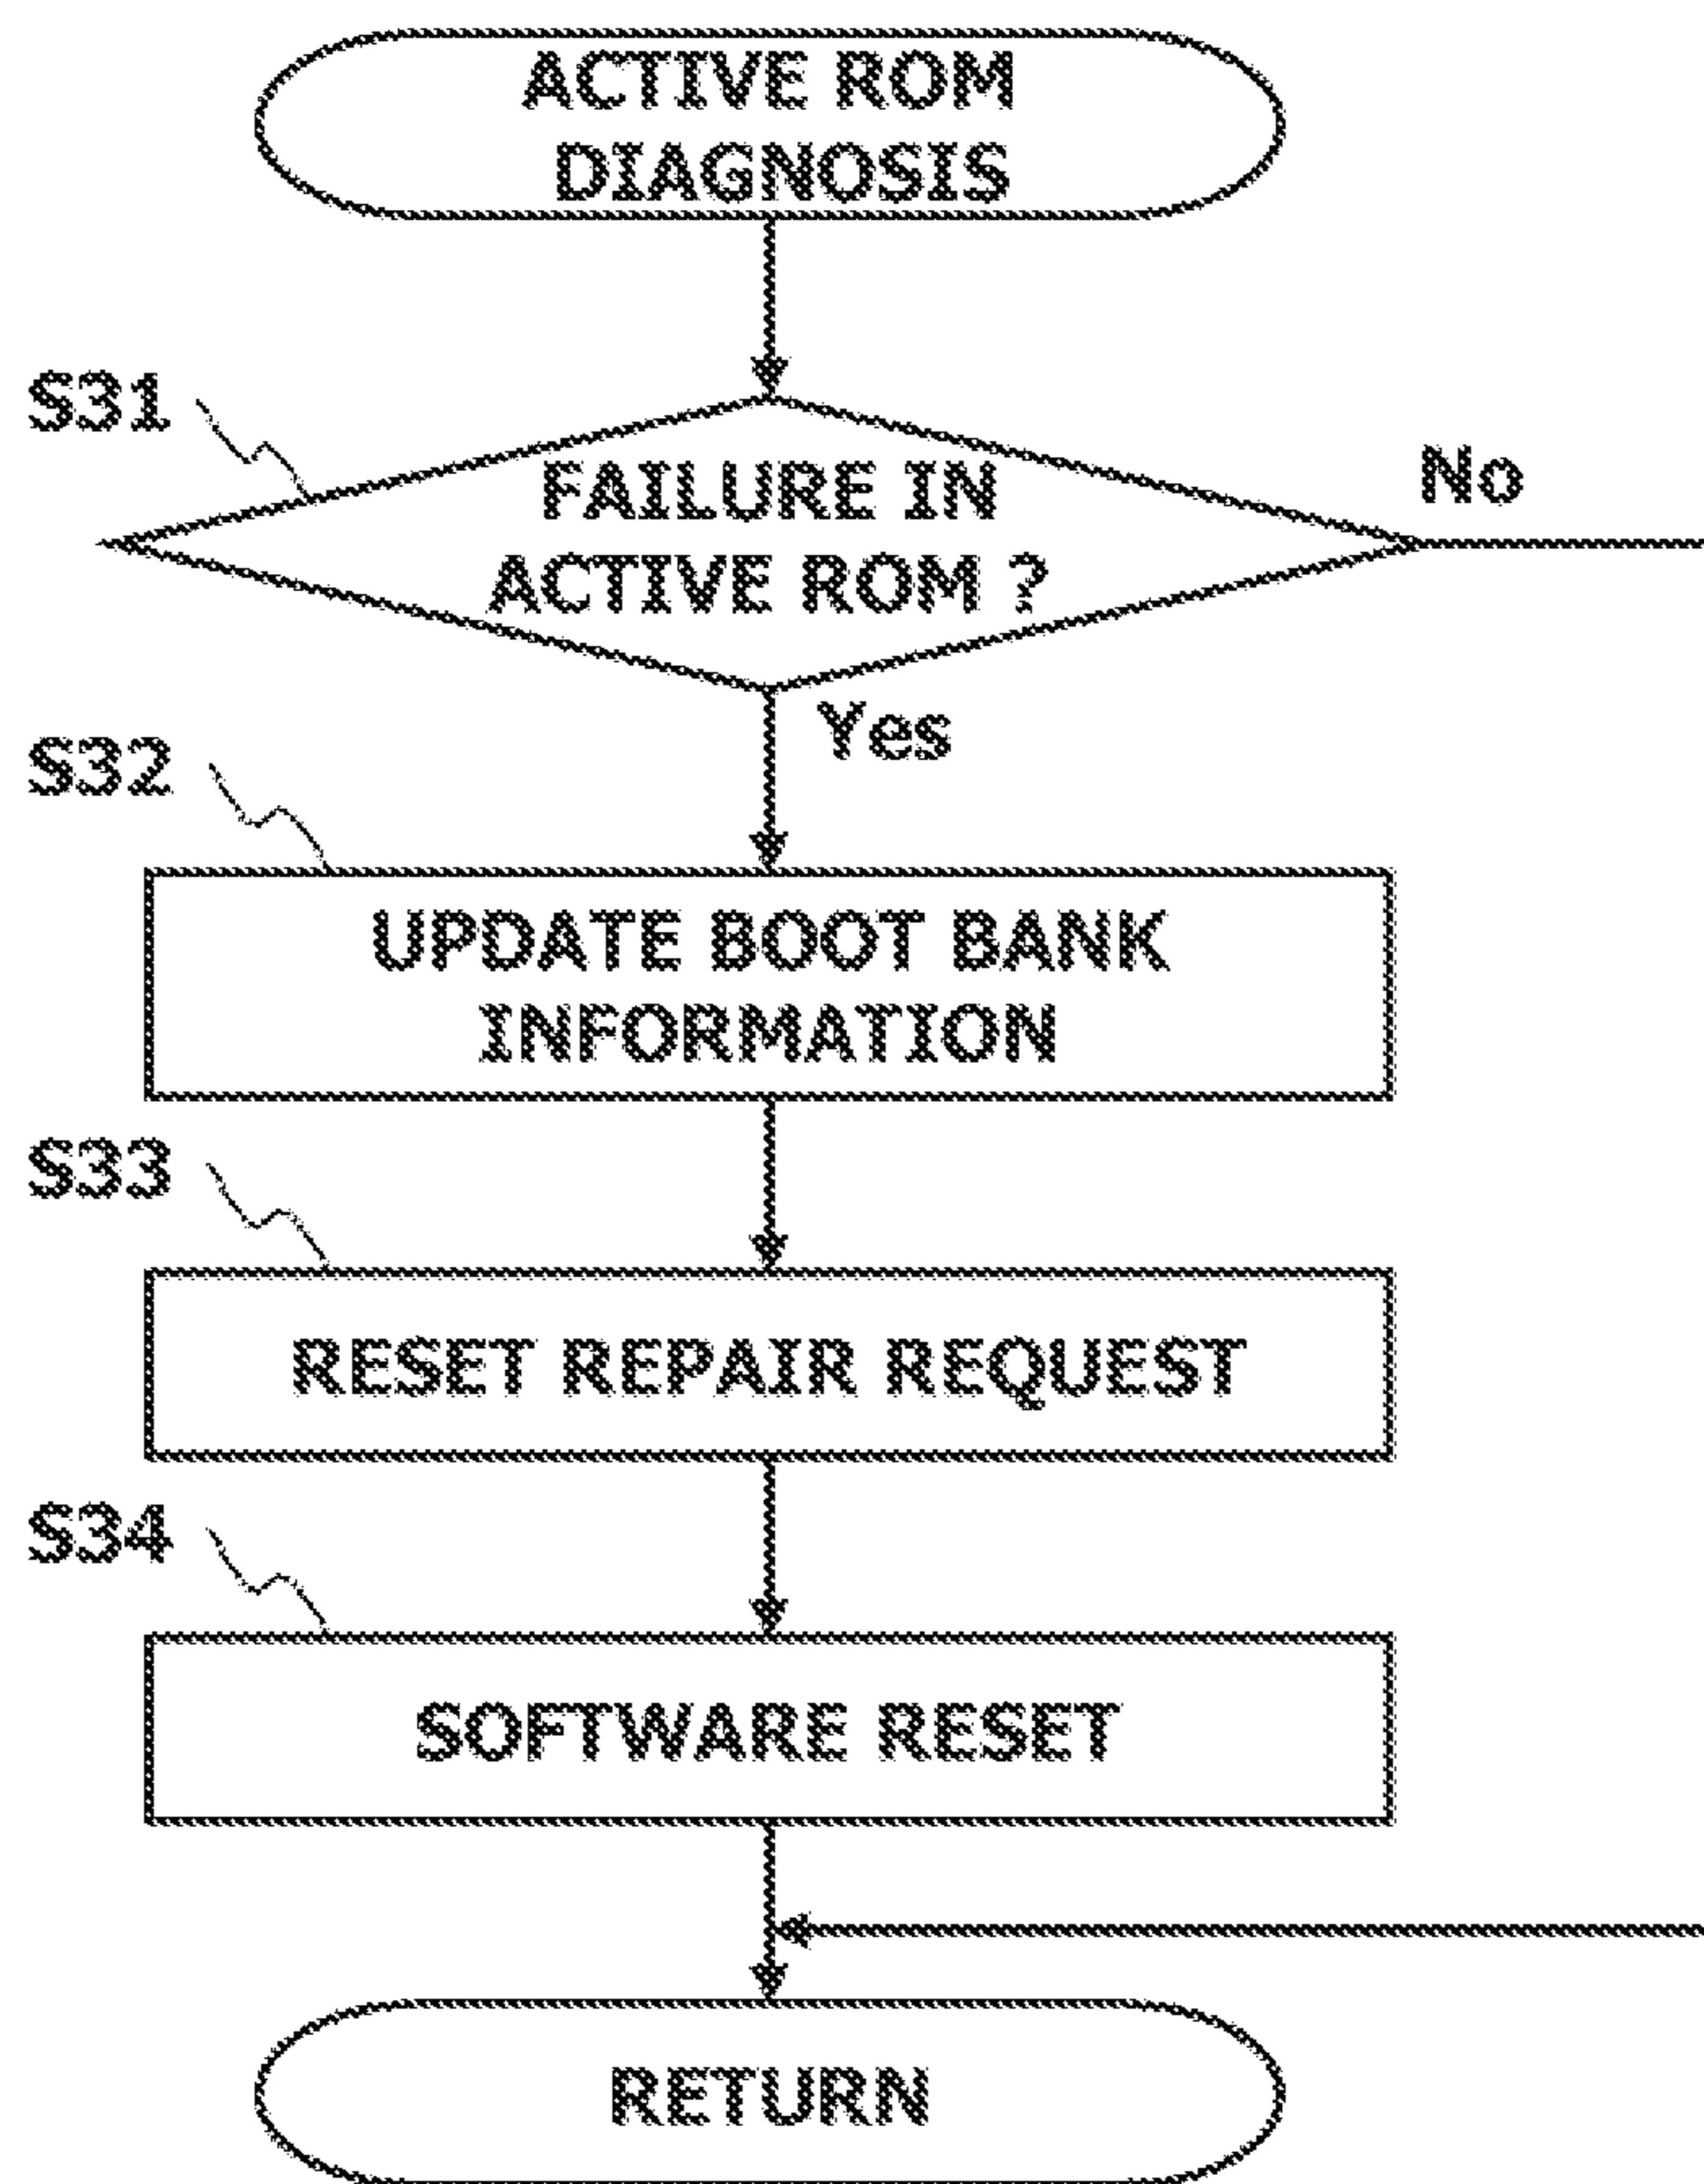 ACTIVE ROM
DIAGNOSIS
S31
FAILURE IN
ACTIVE ROM ?
No
Yes
S32
UPDATE BOOT BANK
INFORMATION
S33
RESET REPAIR REQUEST
S34
SOFTWARE RESET
RETURN